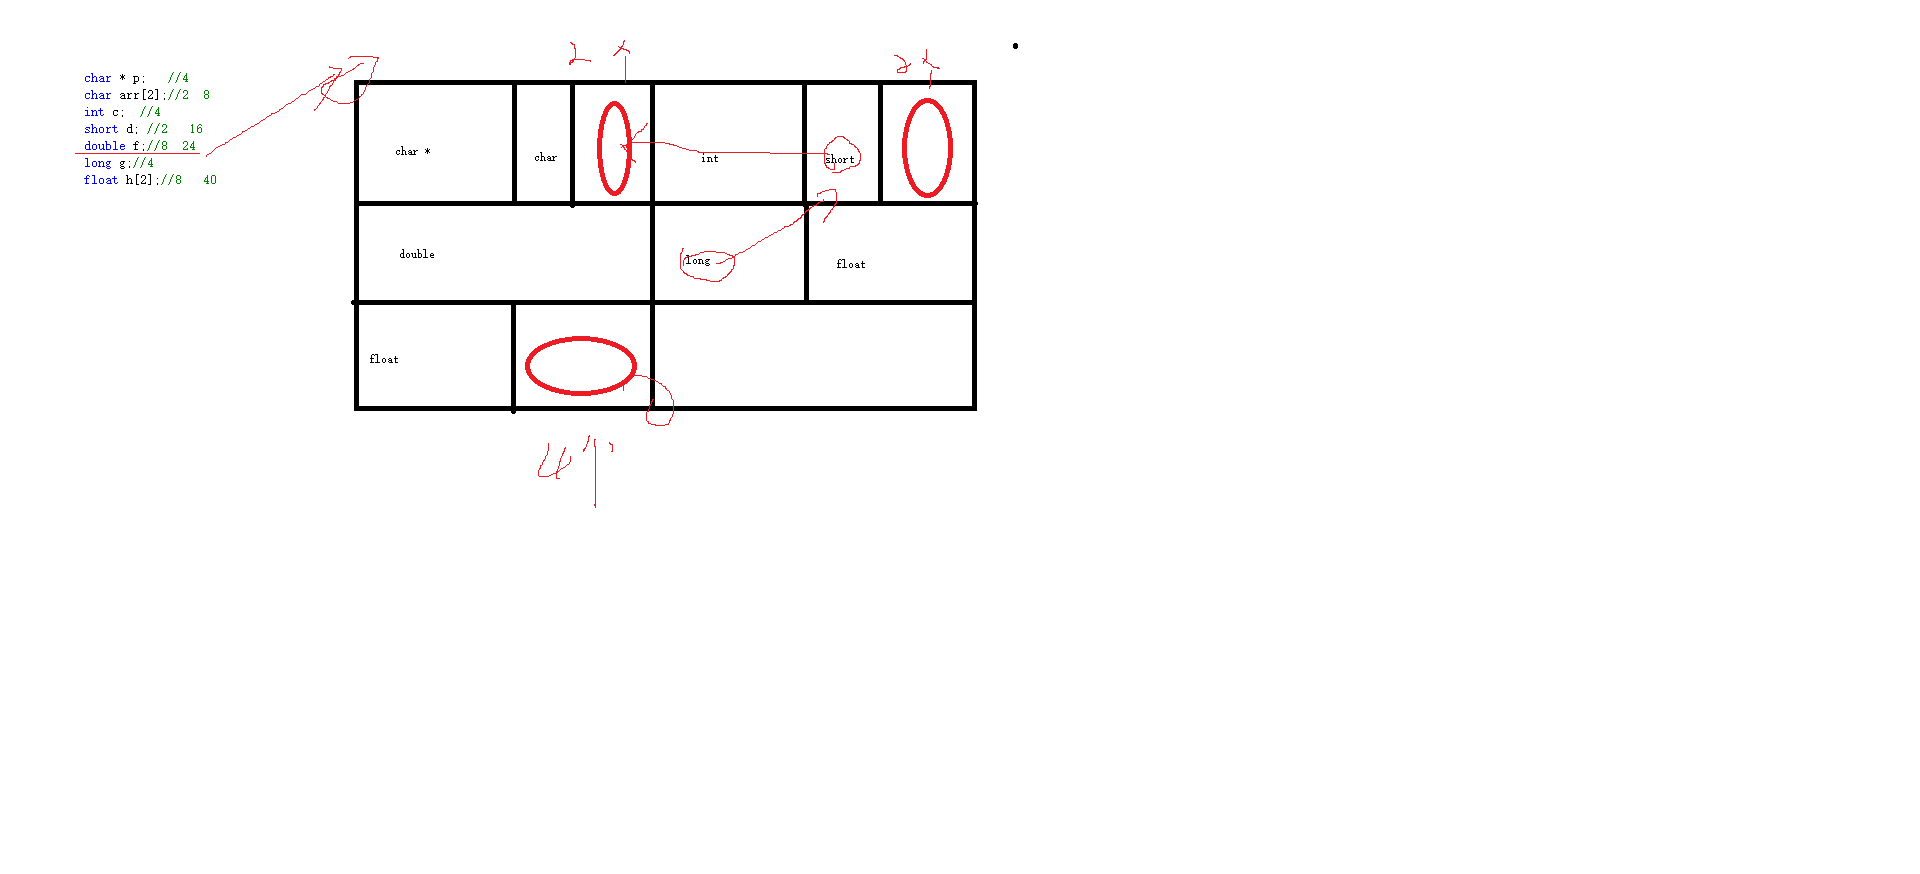 char * p;   //4
char arr[2];//2  8
int c;  //4
short d; //2   16
double f;//8  24
long g;//4
float h[2];//8   40
2个
2个
char *
char
int
short
double
long
float
float
4个